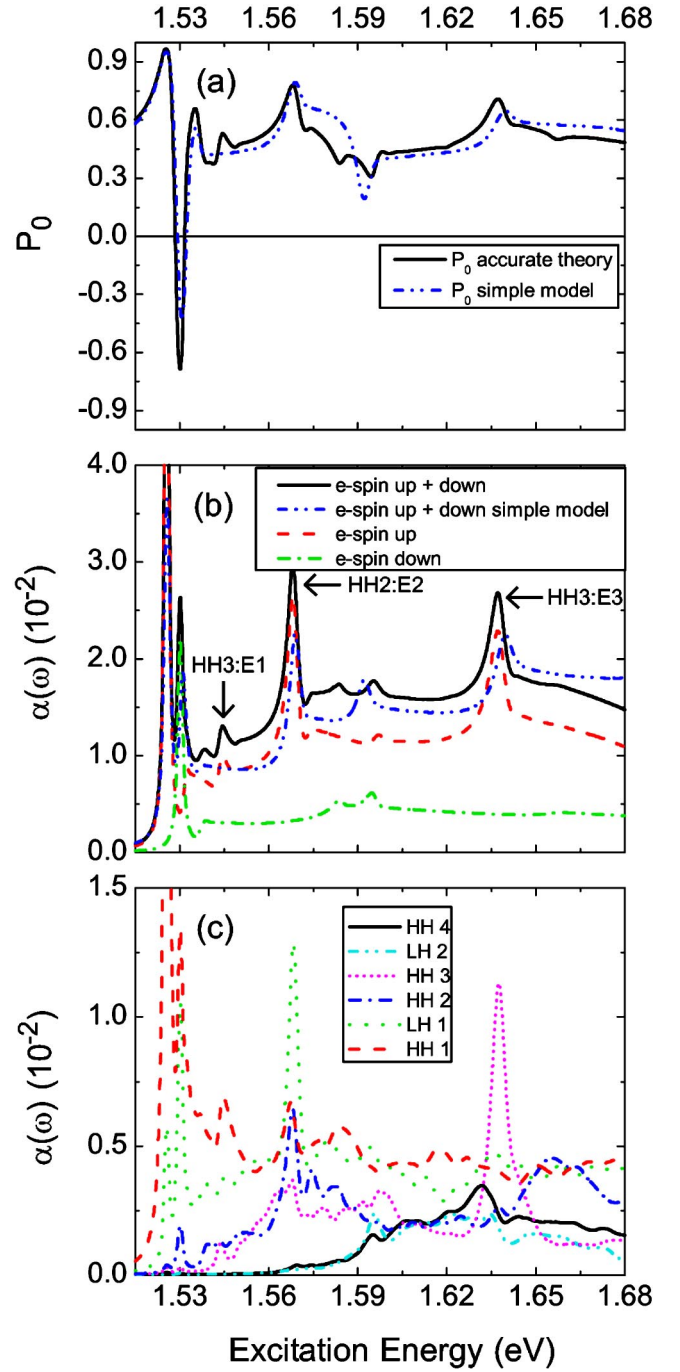 1.53 1.56 1.59 1.62 1.65 1.68
(a)
0.9
0.6
0.3
0.0
-0.3
-0.6
-0.9
P₀
P₀ accurate theory
P₀ simple model
(b)
4.0
3.0
2.0
1.0
0.0
α(ω) (10⁻²)
e-spin up + down
e-spin up + down simple model
e-spin up
e-spin down
HH2:E2
HH3:E3
HH3:E1
(c)
1.5
1.0
0.5
0.0
α(ω) (10⁻²)
HH 4
LH 2
HH 3
HH 2
LH 1
HH 1
1.53 1.56 1.59 1.62 1.65 1.68
Excitation Energy (eV)